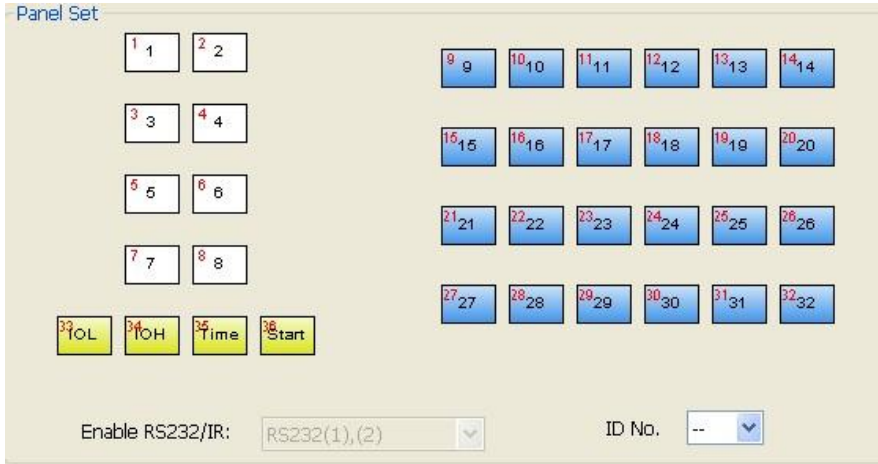 Panel Set
1 1 2 2
9 9 10 10 11 11 12 12 13 13 14 14
3 3 4 4
15 15 16 16 17 17 18 18 19 19 20 20
5 5 6 6
21 21 22 22 23 23 24 24 25 25 26 26
7 7 8 8
27 27 28 28 29 29 30 30 31 31 32 32
33 IOL 34 IOH 35 Time 36 Start
Enable RS232/IR: RS232(1),(2) ID No. --